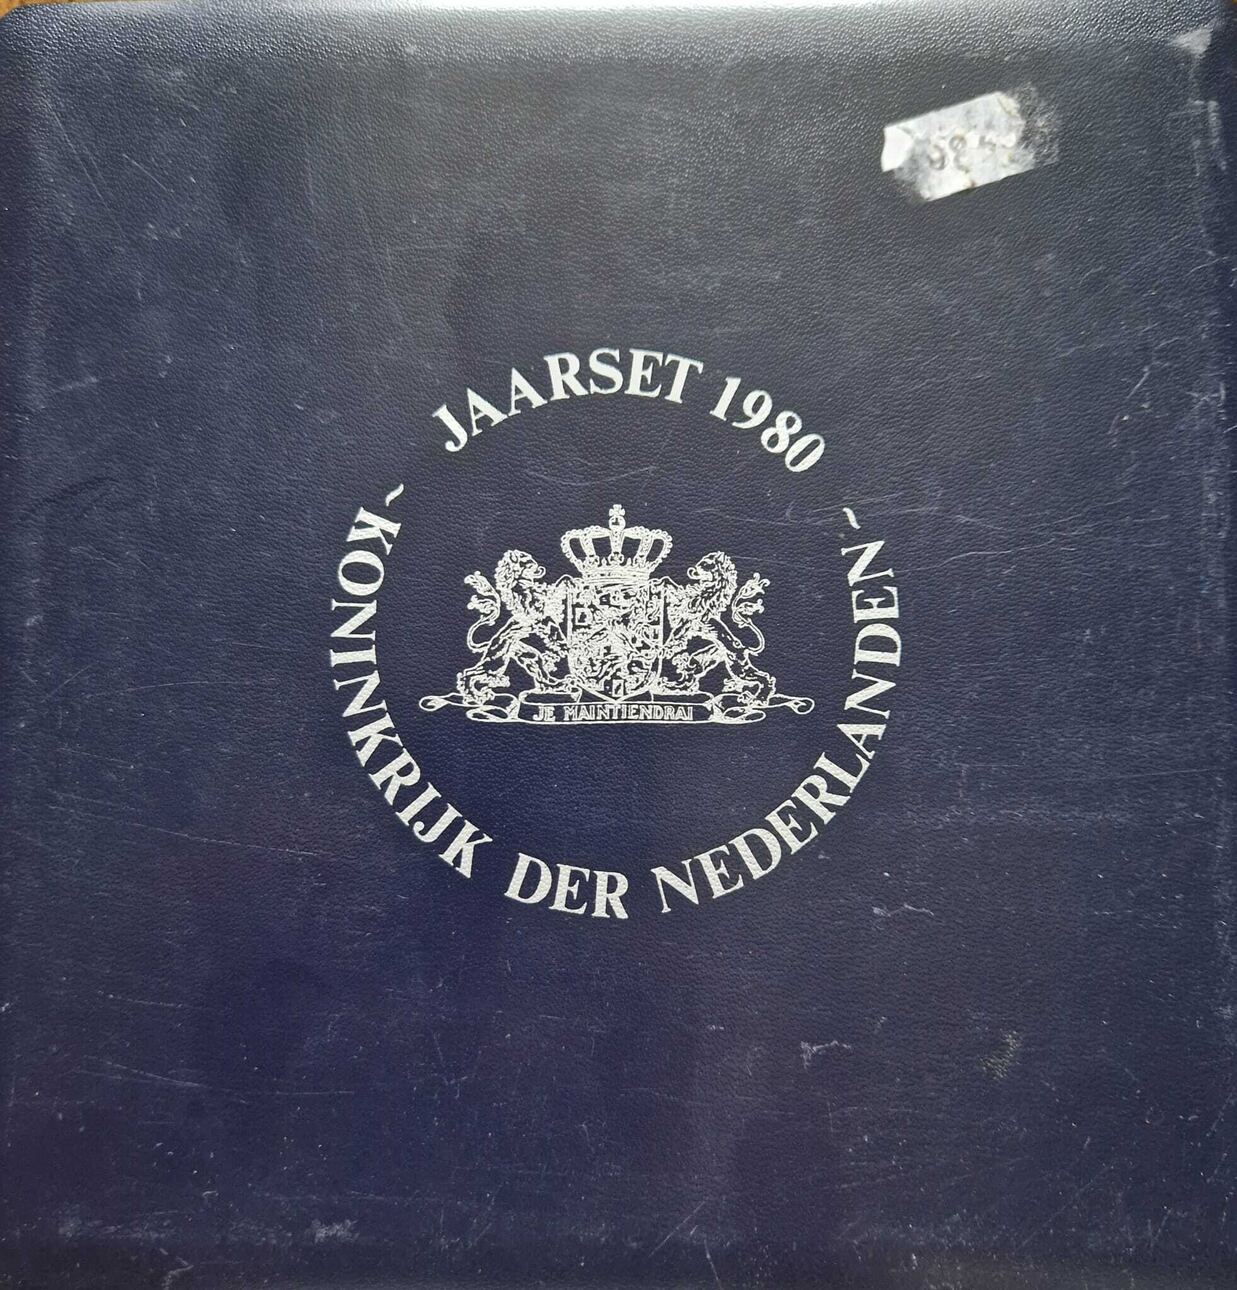 JAARSET 1980
~KONINKRIJK DER NEDERLANDEN~
JE MAINTIENDRAI